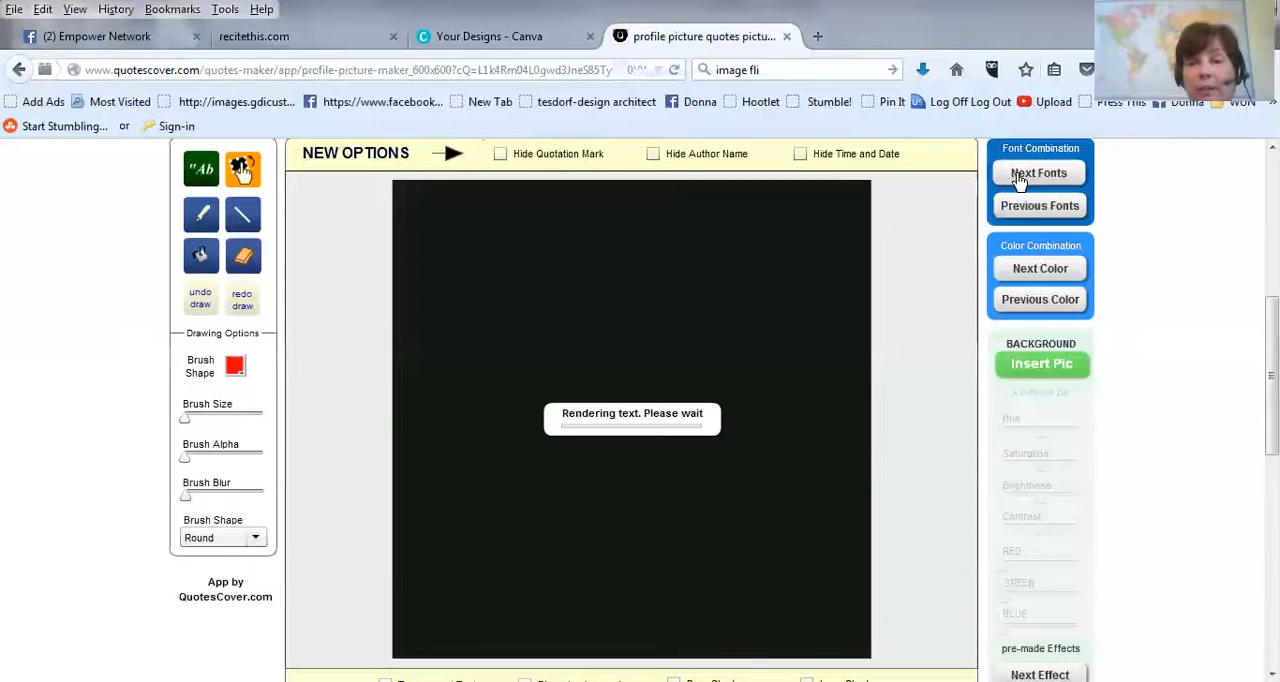 File Edit View History Bookmarks Tools Help
(2) Empower Network
recitethis.com
Your Designs - Canva
profile picture quotes pictu...
www.quotescover.com/quotes-maker/app/profile-picture-maker_600x600?cQ=L1k4Rm04L0gwd3JneS85Ty
image fli
Add Ads Most Visited http://images.gdicust... https://www.facebook... New Tab tesdorf-design architect Donna Hootlet Stumble! Pin It Log Off Log Out Upload Press This Donna WON
Start Stumbling... or Sign-in
NEW OPTIONS Hide Quotation Mark Hide Author Name Hide Time and Date
"Ab
undo draw
redo draw
Drawing Options
Brush Shape
Brush Size
Brush Alpha
Brush Blur
Brush Shape
Round
App by
QuotesCover.com
Rendering text. Please wait
Font Combination
Next Fonts
Previous Fonts
Color Combination
Next Color
Previous Color
BACKGROUND
Insert Pic
Saturation
Brightness
Contrast
RED
GREEN
BLUE
pre-made Effects
Next Effect